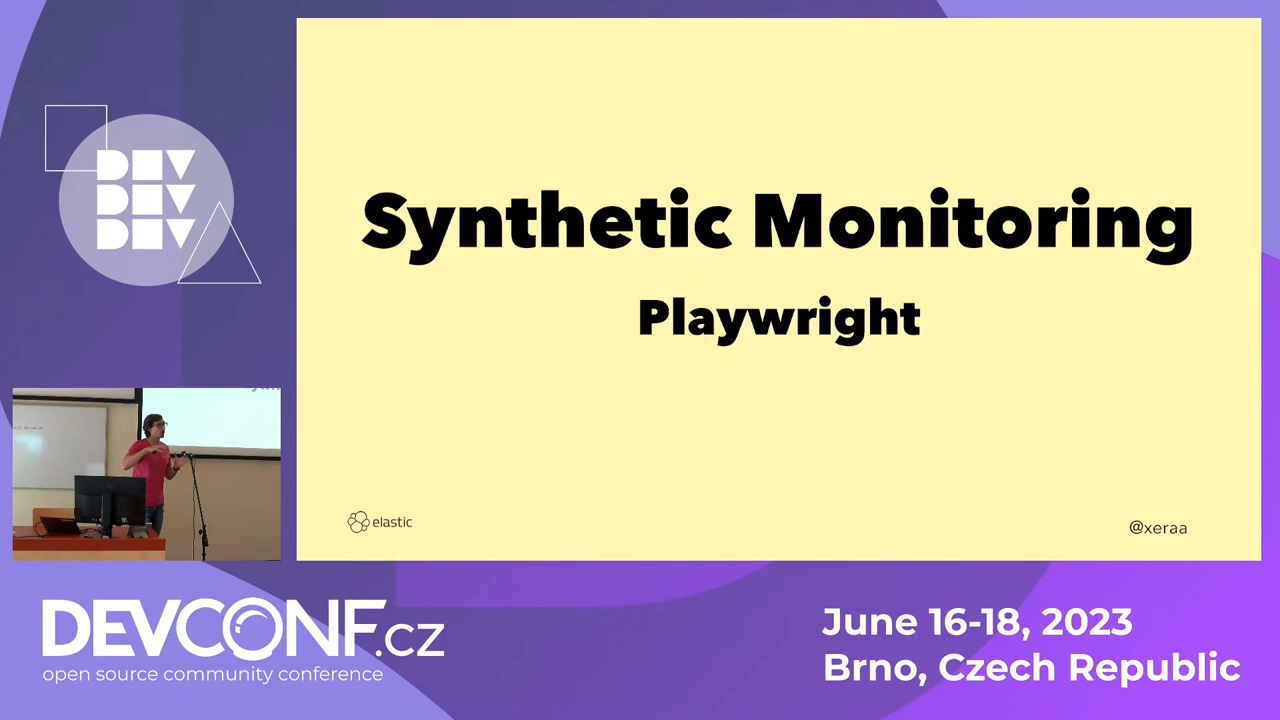 DEV
DEV
DEV
Synthetic Monitoring
Playwright
elastic
@xeraa
DEVCONF.cz
open source community conference
June 16-18, 2023
Brno, Czech Republic